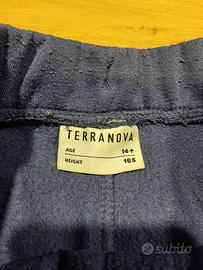 TERRANOVA
AGE 14+
HEIGHT 165
subito